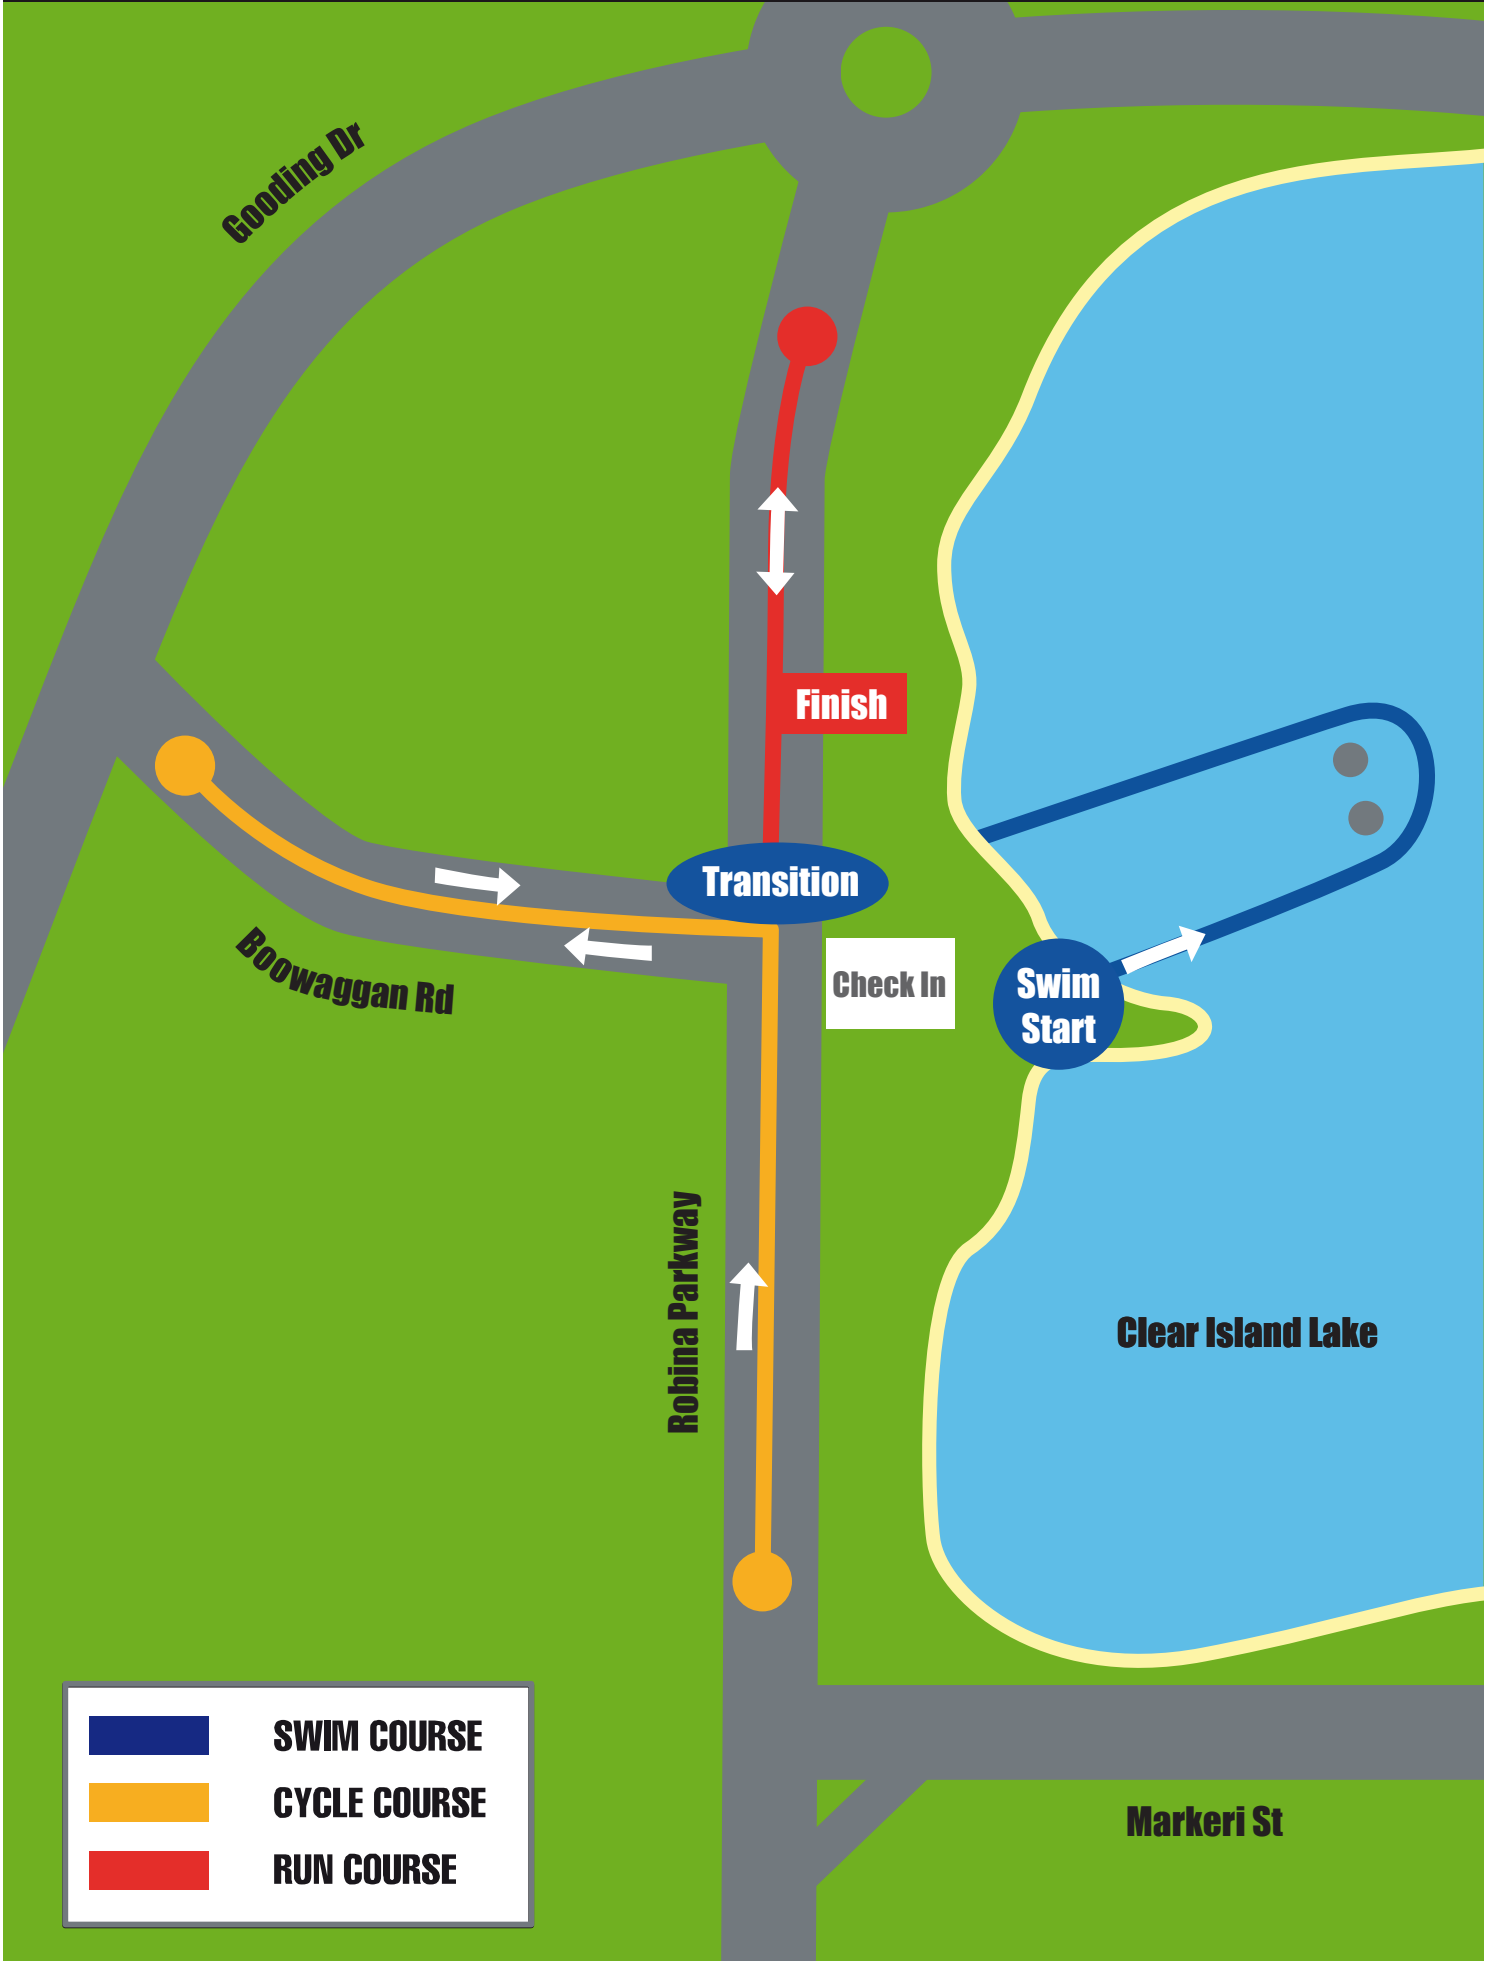 Gooding Dr
Finish
Transition
Boowaggan Rd
Check In
Swim
Start
Robina Parkway
Clear Island Lake
SWIM COURSE
CYCLE COURSE
RUN COURSE
Markeri St